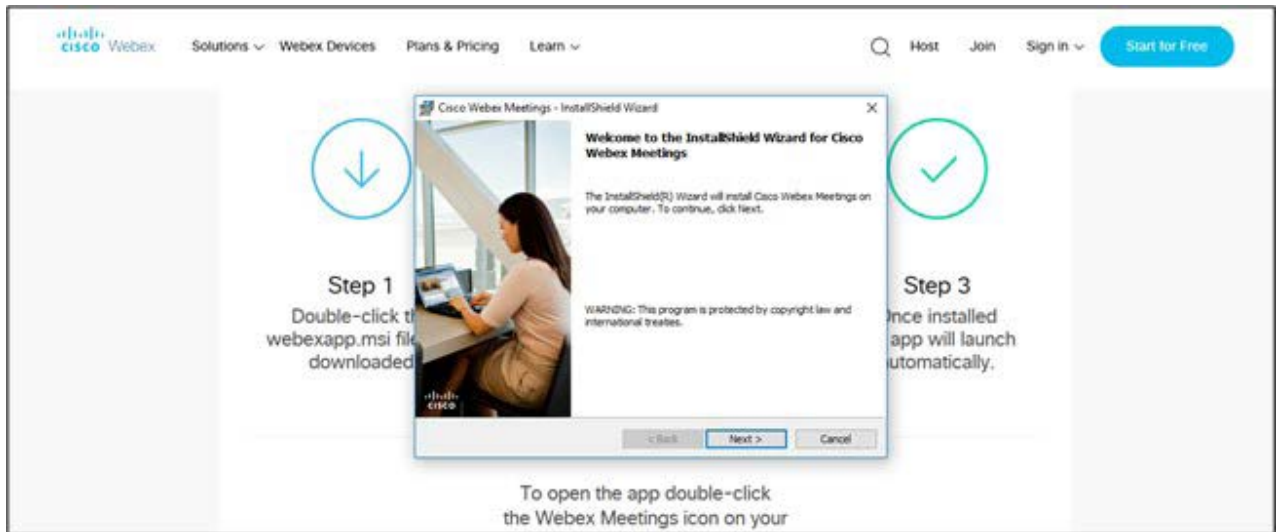 CISCO Webex
Solutions Webex Devices Plans & Pricing Learn Host Join Sign in Start for Free
Cisco Webex Meetings - InstallShield Wizard
Welcome to the InstallShield Wizard for Cisco
Webex Meetings
The InstallShield(R) Wizard will install Cisco Webex Meetings on
your computer. To continue, click Next.
WARNING: This program is protected by copyright law and
international treaties.
CISCO
< Back Next > Cancel
Step 1
Double-click
webexapp.msi
downloaded
Step 3
installed
app will launch
automatically.
To open the app double-click
the Webex Meetings icon on your